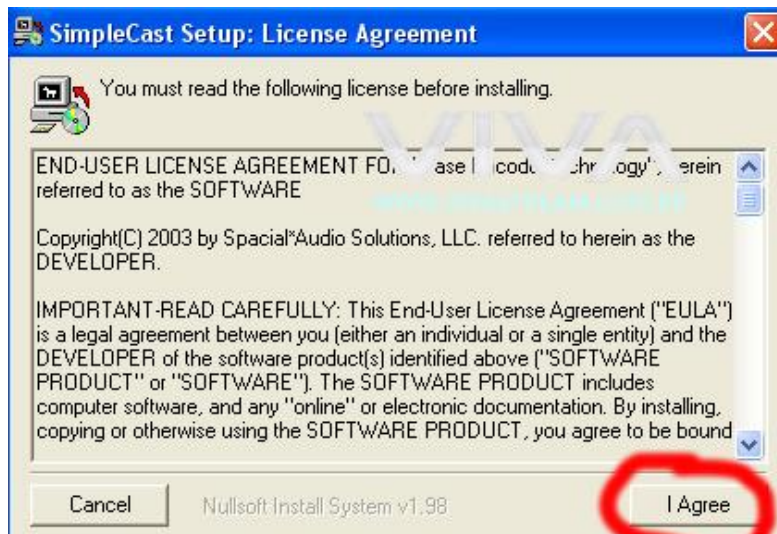 SimpleCast Setup: License Agreement
You must read the following license before installing.
VIVA
END-USER LICENSE AGREEMENT FO ase ncod chnology", herein
referred to as the SOFTWARE
Copyright(C) 2003 by Spacial*Audio Solutions, LLC. referred to herein as the
DEVELOPER.
IMPORTANT-READ CAREFULLY: This End-User License Agreement ("EULA")
is a legal agreement between you (either an individual or a single entity) and the
DEVELOPER of the software product(s) identified above ("SOFTWARE
PRODUCT" or "SOFTWARE"). The SOFTWARE PRODUCT includes
computer software, and any "online" or electronic documentation. By installing,
copying or otherwise using the SOFTWARE PRODUCT, you agree to be bound
Cancel Nullsoft Install System v1.98 I Agree